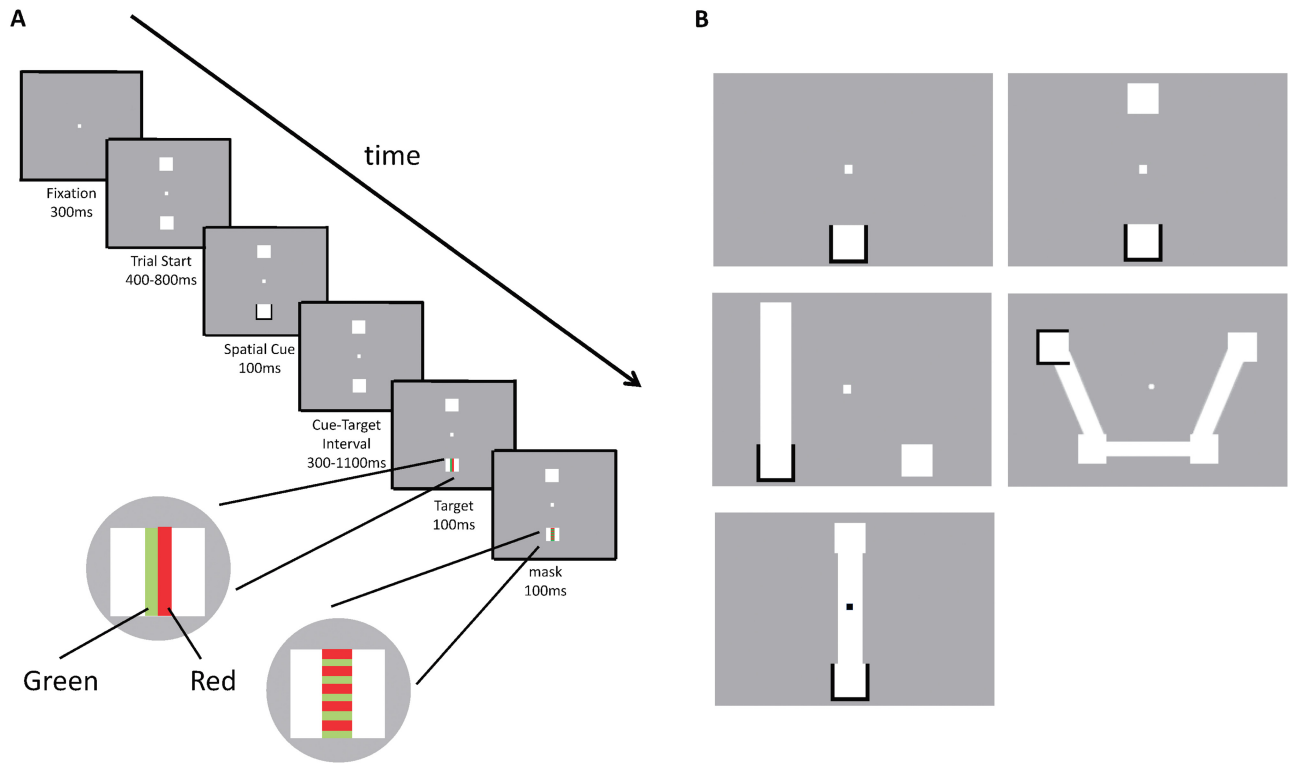 A
B
time
Fixation
300ms
Trial Start
400-800ms
Spatial Cue
100ms
Cue-Target
Interval
300-1100ms
Target
100ms
mask
100ms
Green
Red